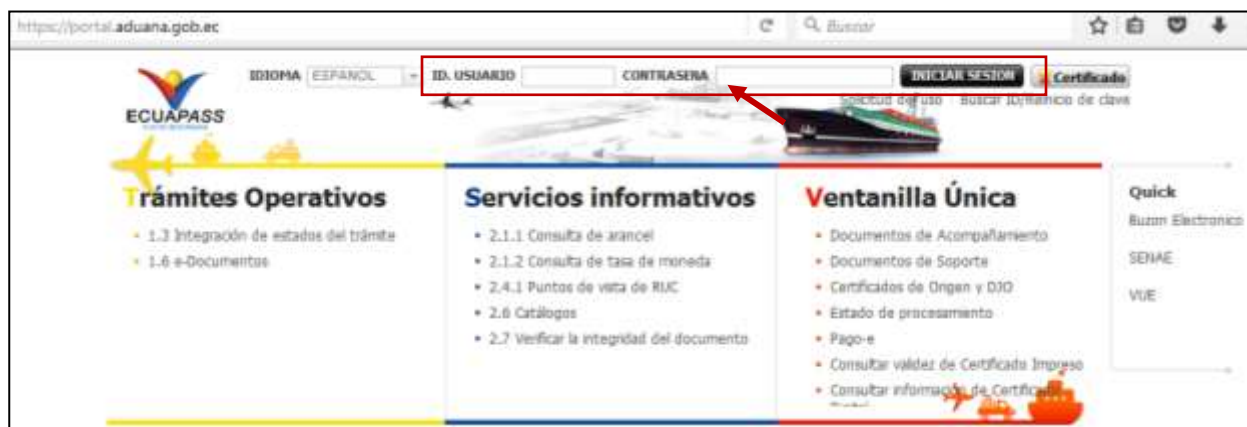 https://portal.aduana.gob.ec
Buscar
IDIOMA ESPAÑOL ID. USUARIO CONTRASEÑA INICIAR SESION Certificado
Solicitud de uso Buscar ID/Reinicio de clave
ECUAPASS
Trámites Operativos
1.3 Integración de estados del trámite
1.6 e-Documentos
Servicios informativos
2.1.1 Consulta de arancel
2.1.2 Consulta de tasa de moneda
2.4.1 Puntos de vista de RUC
2.6 Catálogos
2.7 Verificar la integridad del documento
Ventanilla Única
Documentos de Acompañamiento
Documentos de Soporte
Certificados de Origen y DJO
Estado de procesamiento
Pago-e
Consultar validez de Certificado Impreso
Consultar información de Certificado
Quick
Buzon Electronico
SENAE
VUE